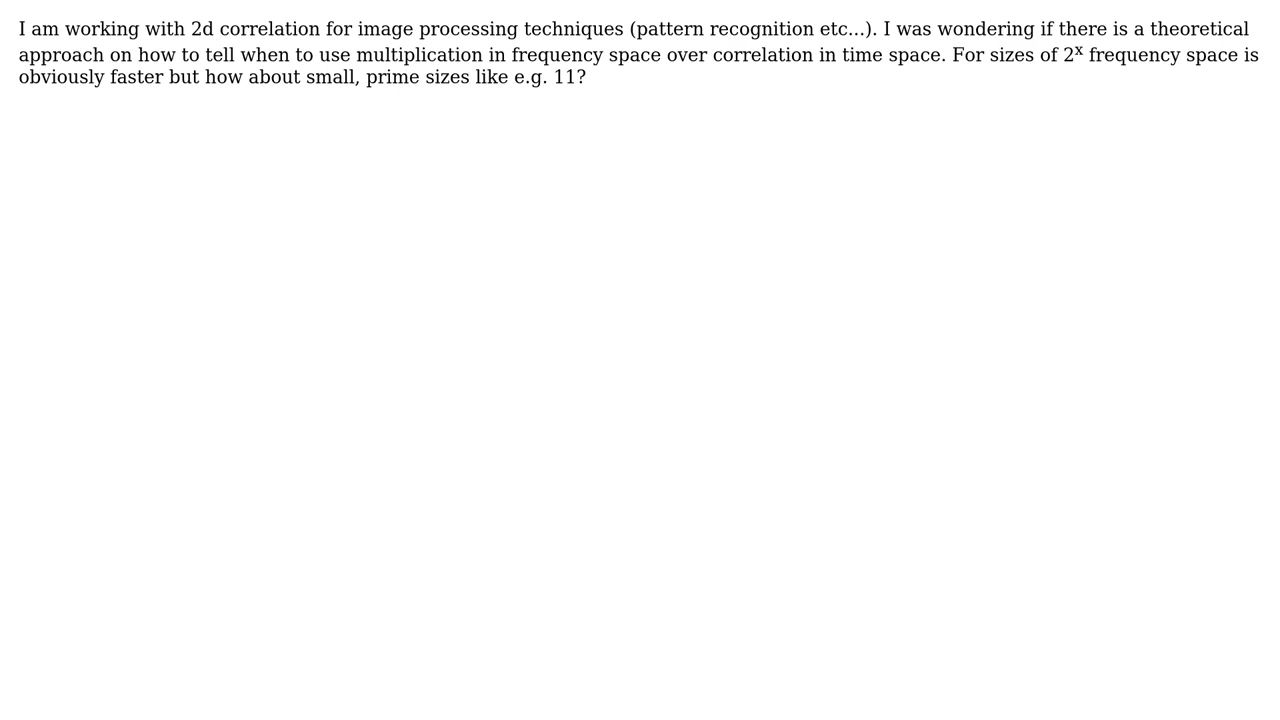 I am working with 2d correlation for image processing techniques (pattern recognition etc...). I was wondering if there is a theoretical
approach on how to tell when to use multiplication in frequency space over correlation in time space. For sizes of 2ˣ frequency space is
obviously faster but how about small, prime sizes like e.g. 11?